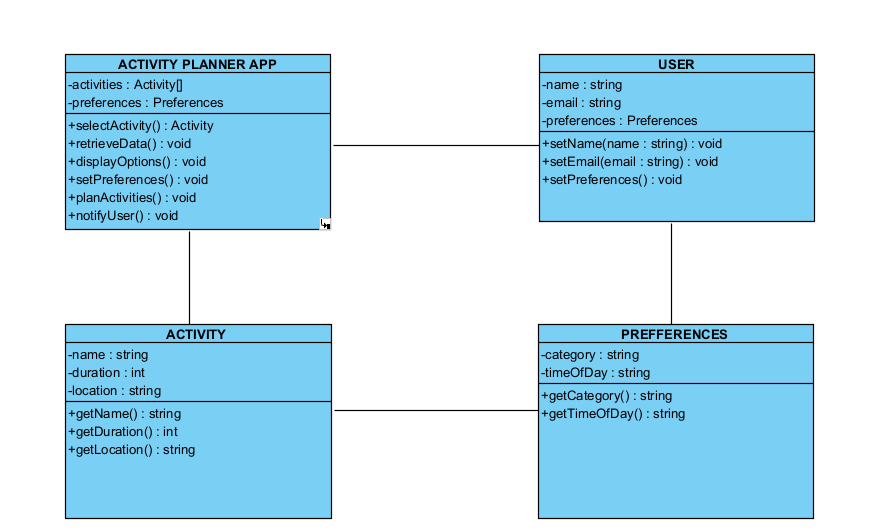 ACTIVITY PLANNER APP
-activities : Activity[]
-preferences : Preferences
+selectActivity() : Activity
+retrieveData() : void
+displayOptions() : void
+setPreferences() : void
+planActivities() : void
+notifyUser() : void
USER
-name : string
-email : string
-preferences : Preferences
+setName(name : string) : void
+setEmail(email : string) : void
+setPreferences() : void
ACTIVITY
-name : string
-duration : int
-location : string
+getName() : string
+getDuration() : int
+getLocation() : string
PREFFERENCES
-category : string
-timeOfDay : string
+getCategory() : string
+getTimeOfDay() : string